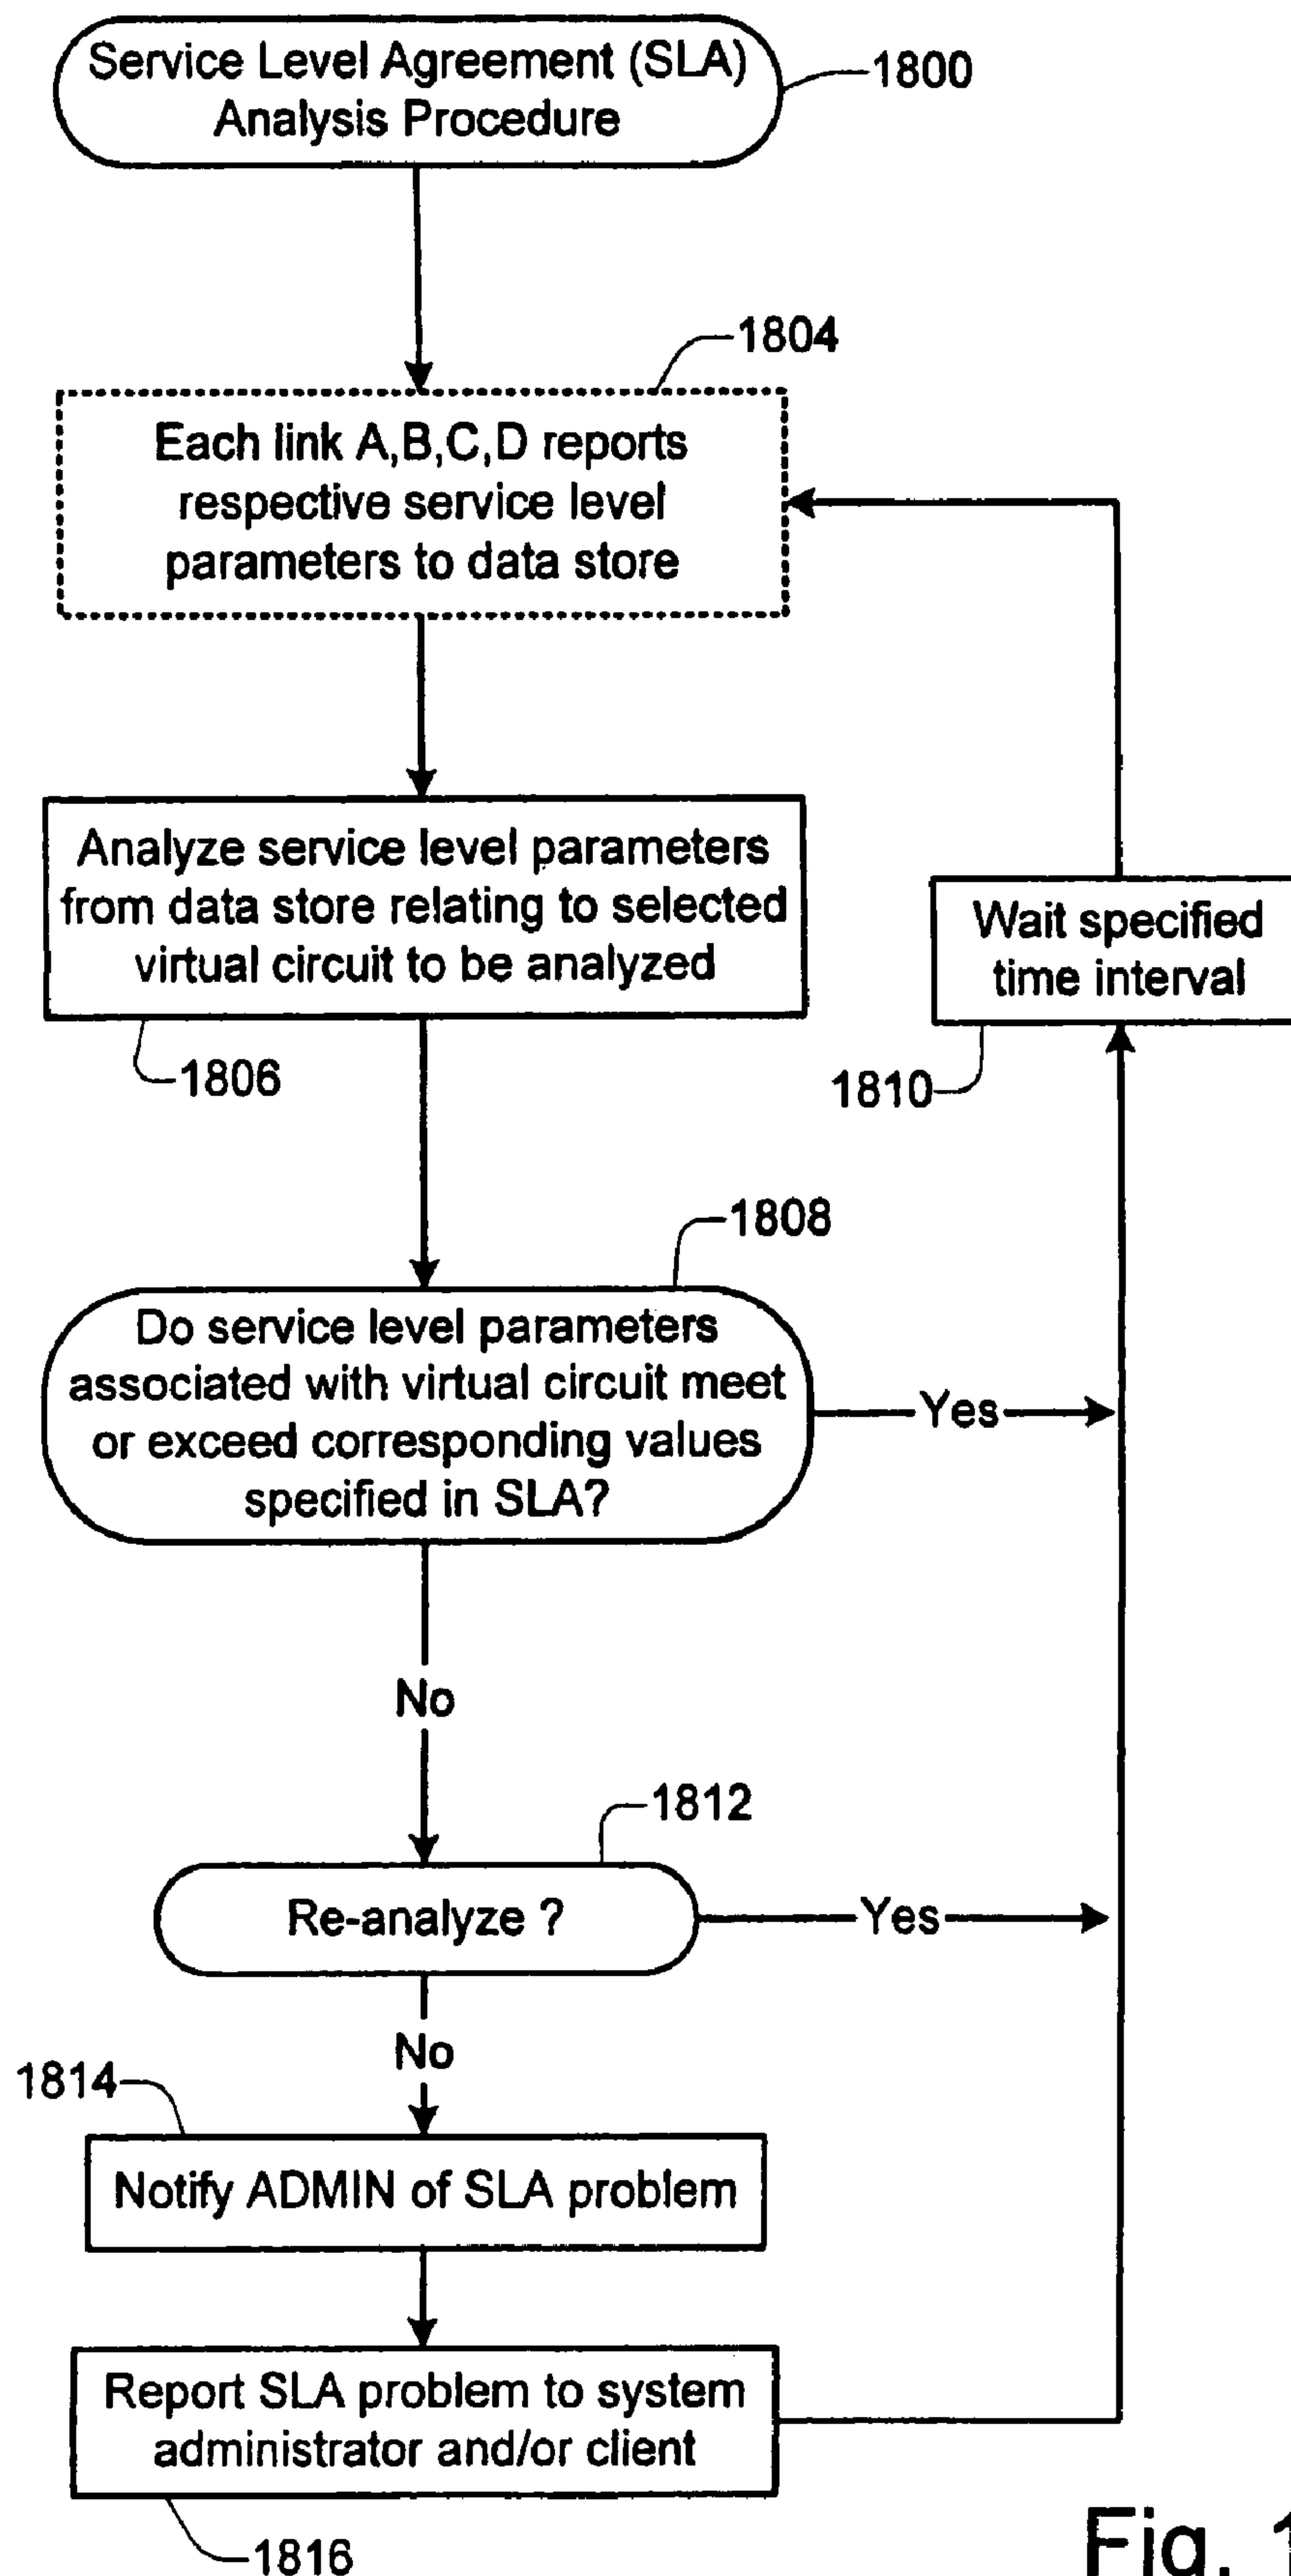 Service Level Agreement (SLA)
Analysis Procedure
1800
1804
Each link A,B,C,D reports
respective service level
parameters to data store
Analyze service level parameters
from data store relating to selected
virtual circuit to be analyzed
Wait specified
time interval
1806
1810
1808
Do service level parameters
associated with virtual circuit meet
or exceed corresponding values
specified in SLA?
Yes
No
1812
Re-analyze ?
Yes
No
1814
Notify ADMIN of SLA problem
Report SLA problem to system
administrator and/or client
1816
Fig.